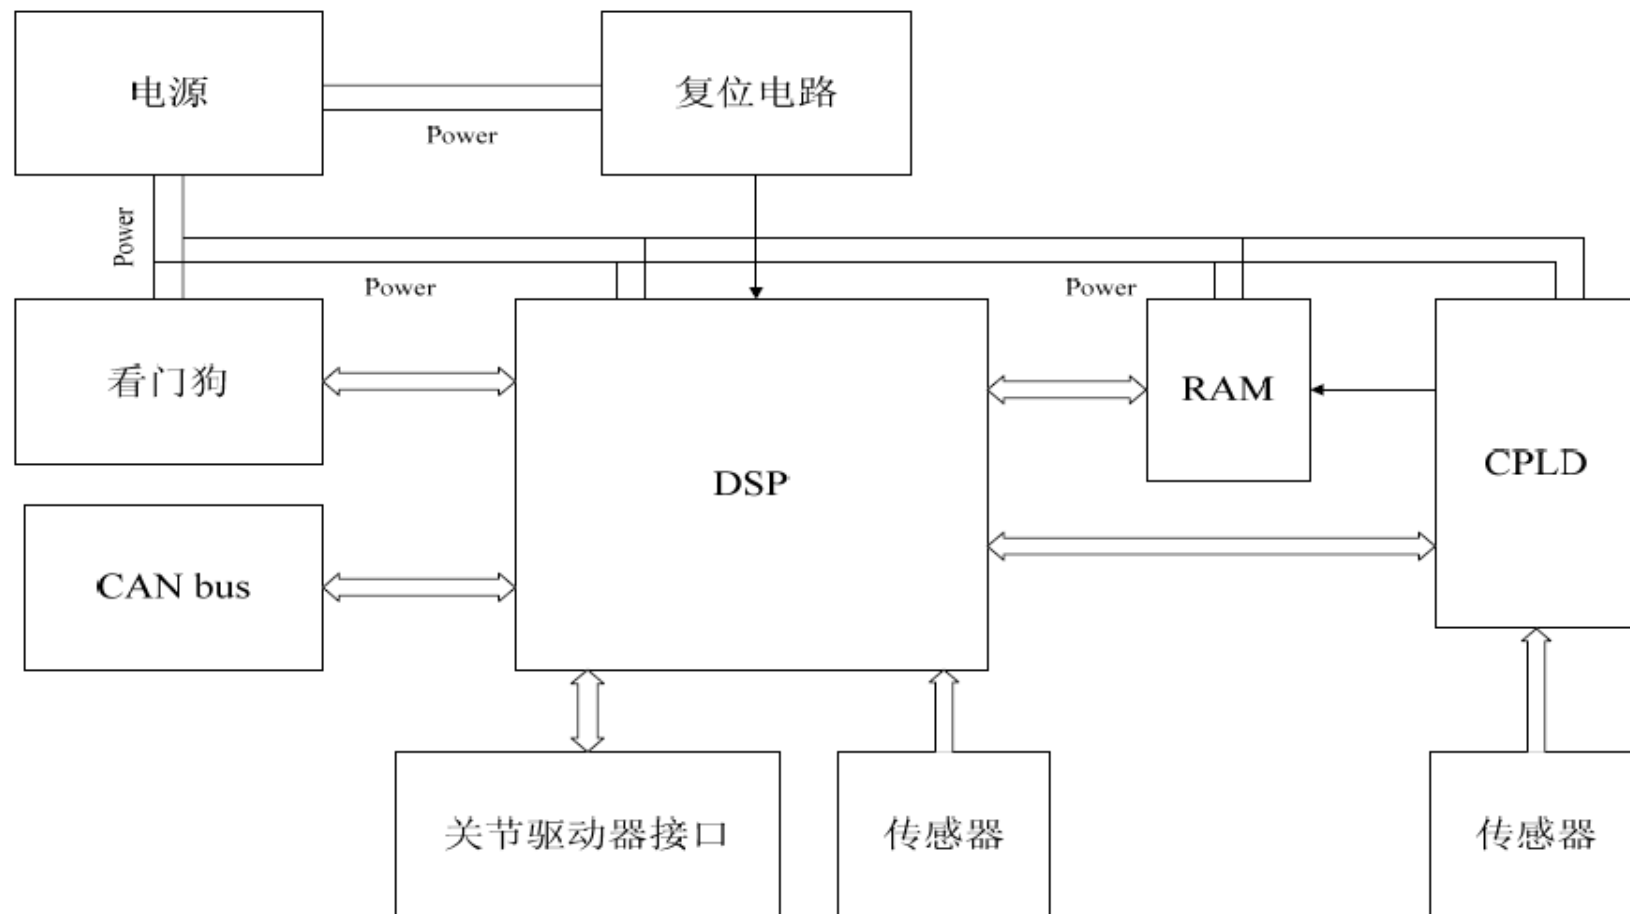 电源
复位电路
Power
Power
Power
Power
看门狗
RAM
DSP
CPLD
CAN bus
关节驱动器接口
传感器
传感器